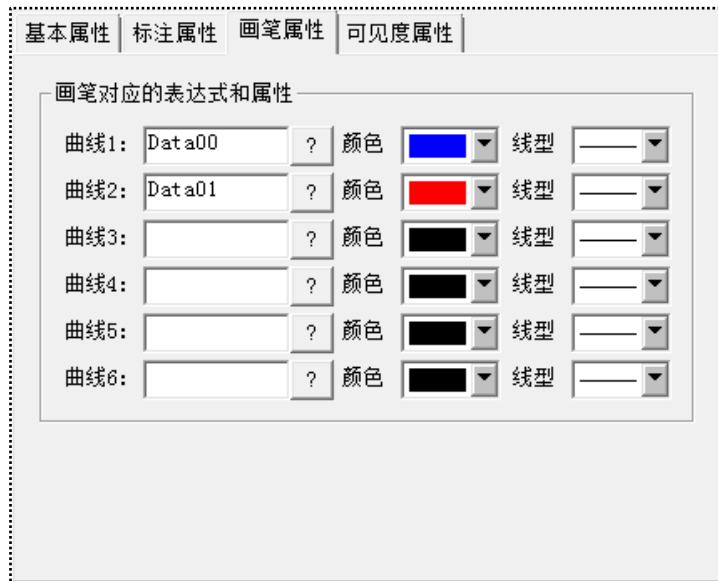 基本属性 标注属性 画笔属性 可见度属性
画笔对应的表达式和属性
曲线1: Data00 ? 颜色 线型
曲线2: Data01 ? 颜色 线型
曲线3: ? 颜色 线型
曲线4: ? 颜色 线型
曲线5: ? 颜色 线型
曲线6: ? 颜色 线型